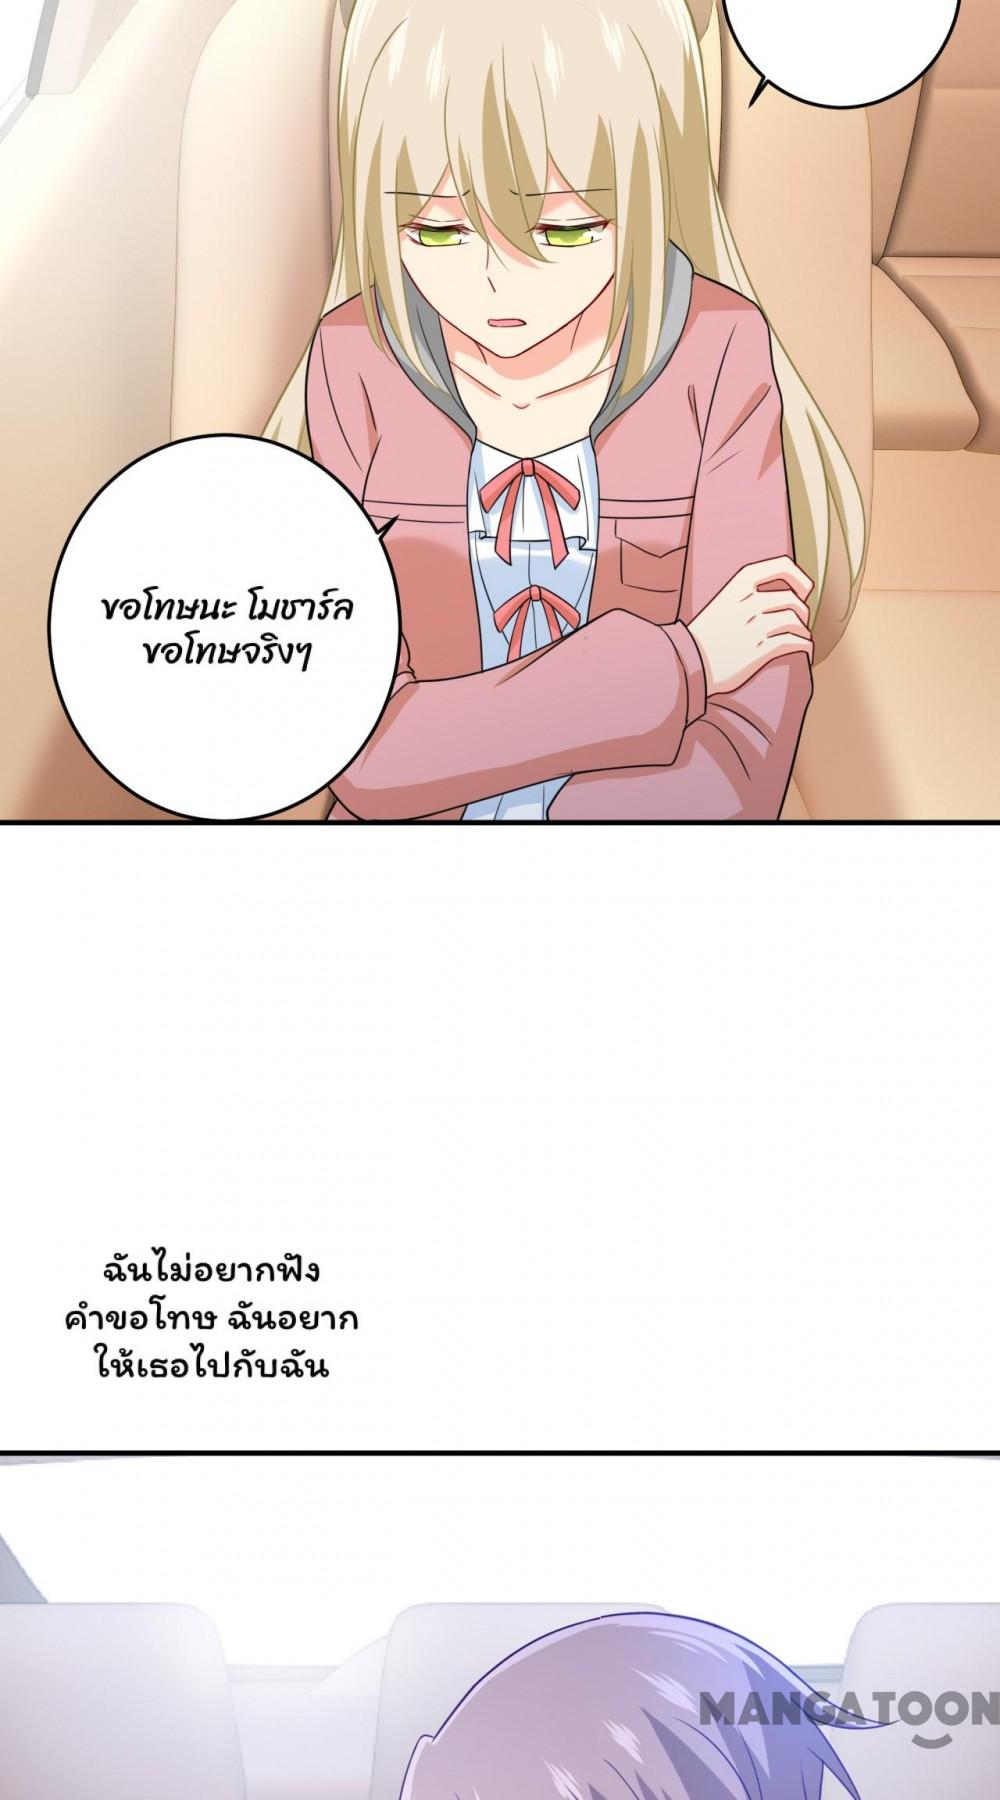 ขอโทษนะ โมชาร์ล
ขอโทษจริงๆ
ฉันไม่อยากฟัง
คำขอโทษ ฉันอยาก
ให้เธอไปกับฉัน
MANGATOON